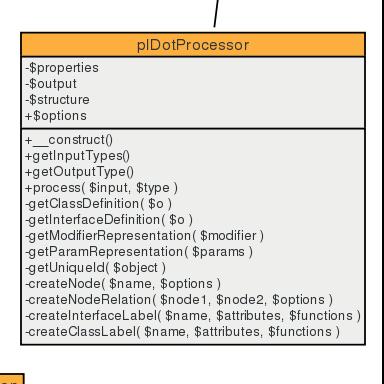 plDotProcessor
-$properties
-$output
-$structure
+$options
+__construct()
+getInputTypes()
+getOutputType()
+process( $input, $type )
-getClassDefinition( $o )
-getInterfaceDefinition( $o )
-getModifierRepresentation( $modifier )
-getParamRepresentation( $params )
-getUniqueId( $object )
-createNode( $name, $options )
-createNodeRelation( $node1, $node2, $options )
-createInterfaceLabel( $name, $attributes, $functions )
-createClassLabel( $name, $attributes, $functions )